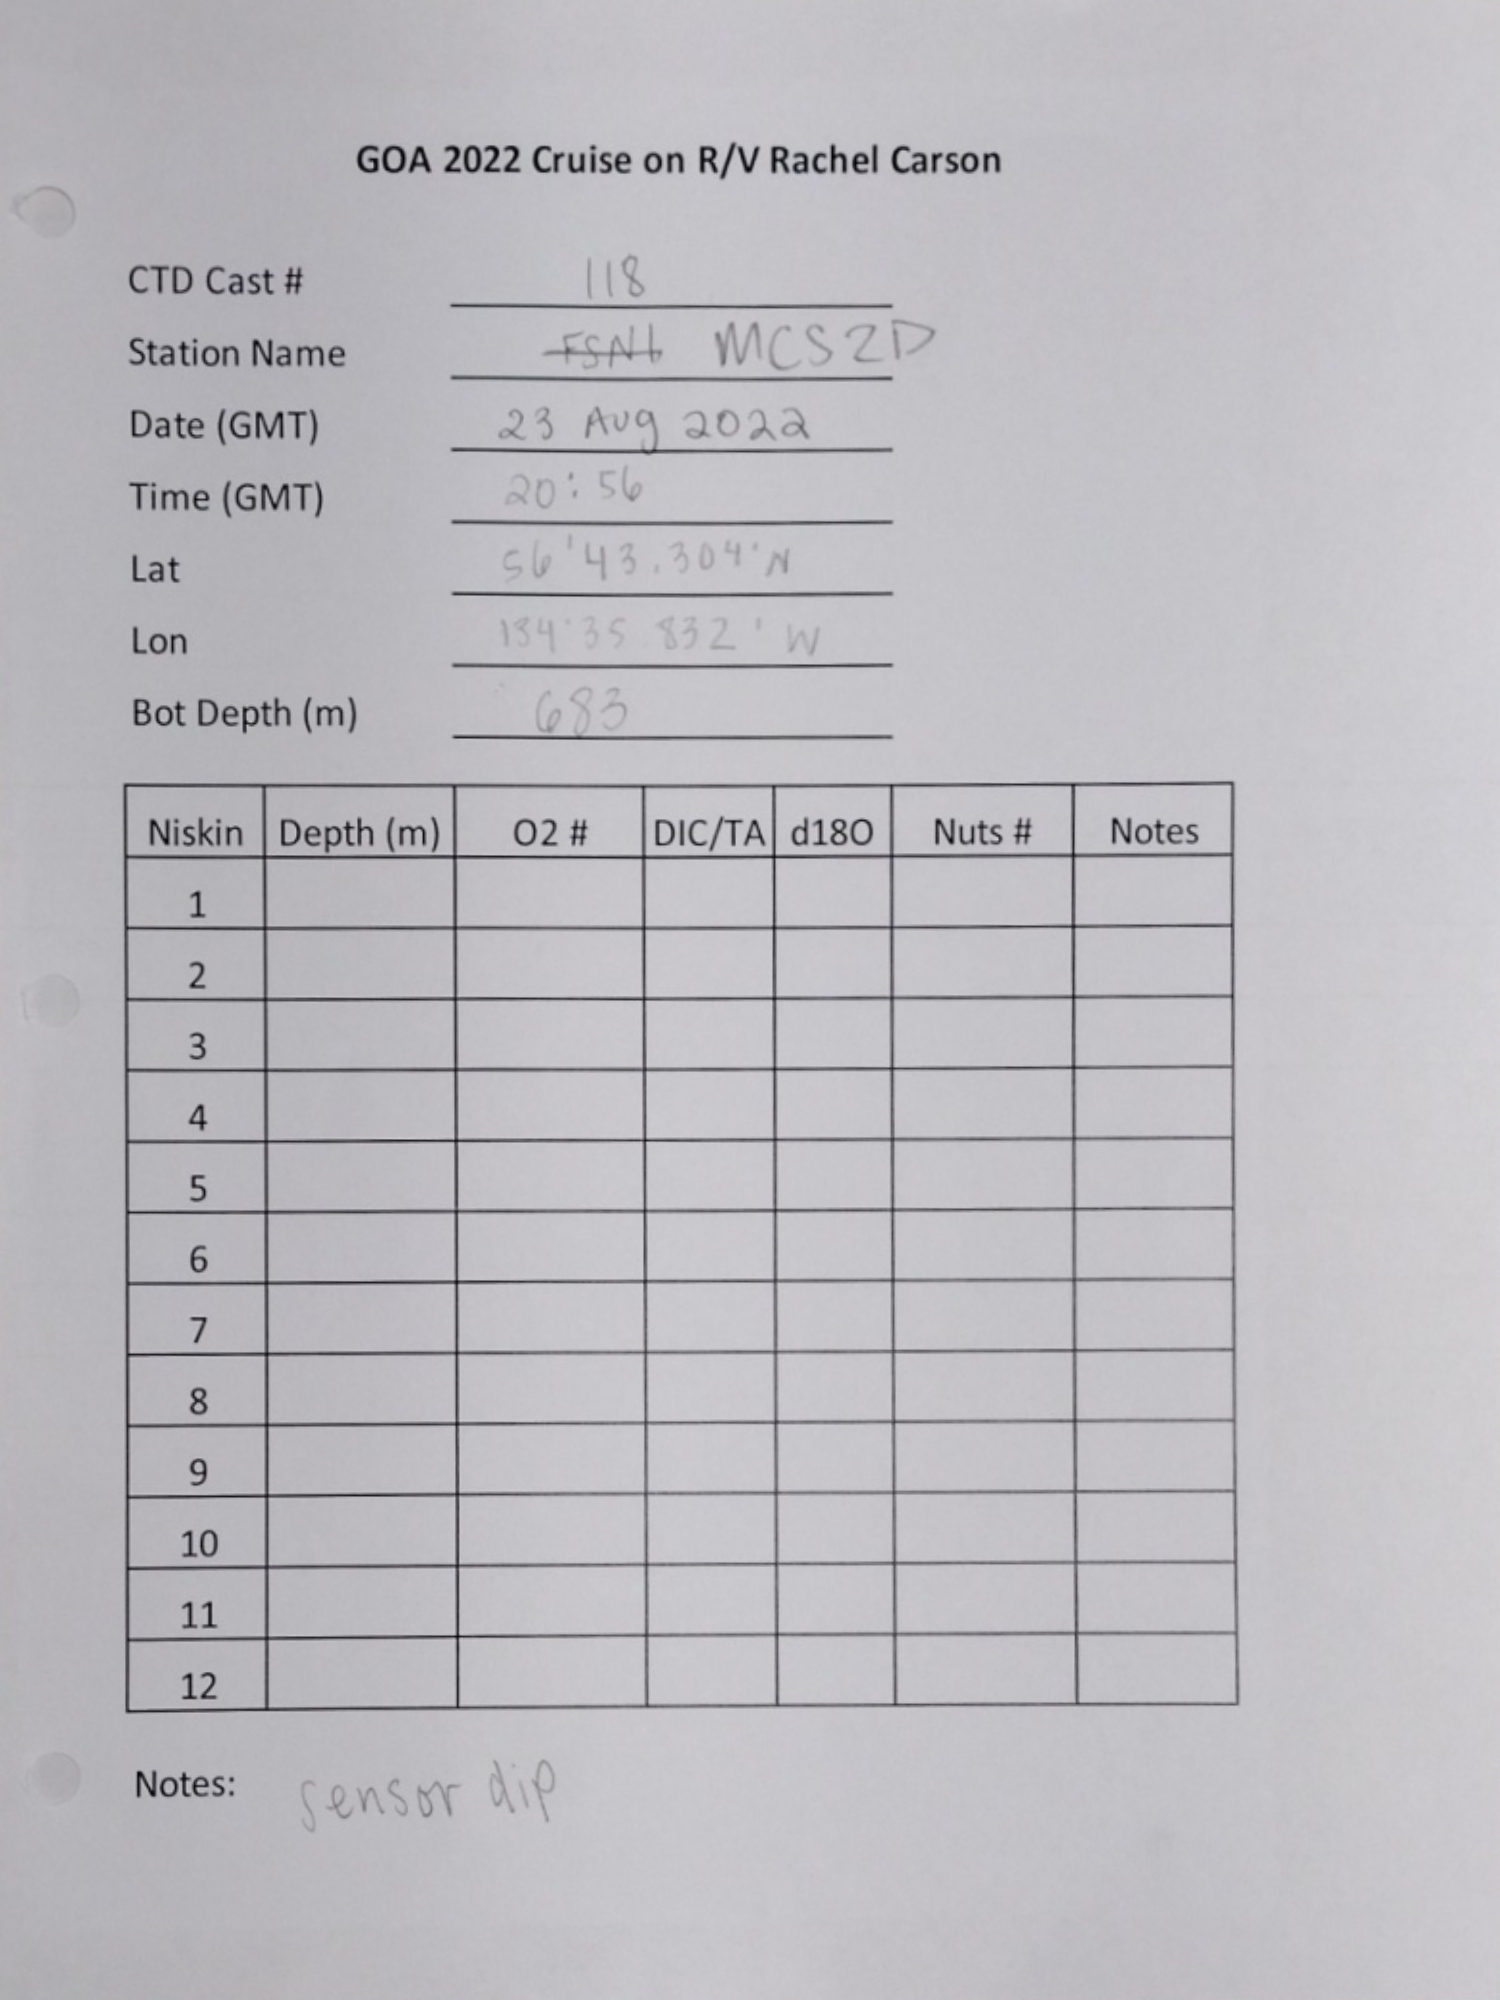 GOA 2022 Cruise on R/V Rachel Carson
CTD Cast # 118
Station Name FSN6 MCS2D
Date (GMT) 23 Aug 2022
Time (GMT) 20:56
Lat 56'43.304'N
Lon 134°35.832'W
Bot Depth (m) 683
Niskin Depth (m) O2 # DIC/TA d18O Nuts # Notes
1
2
3
4
5
6
7
8
9
10
11
12
Notes: sensor dip